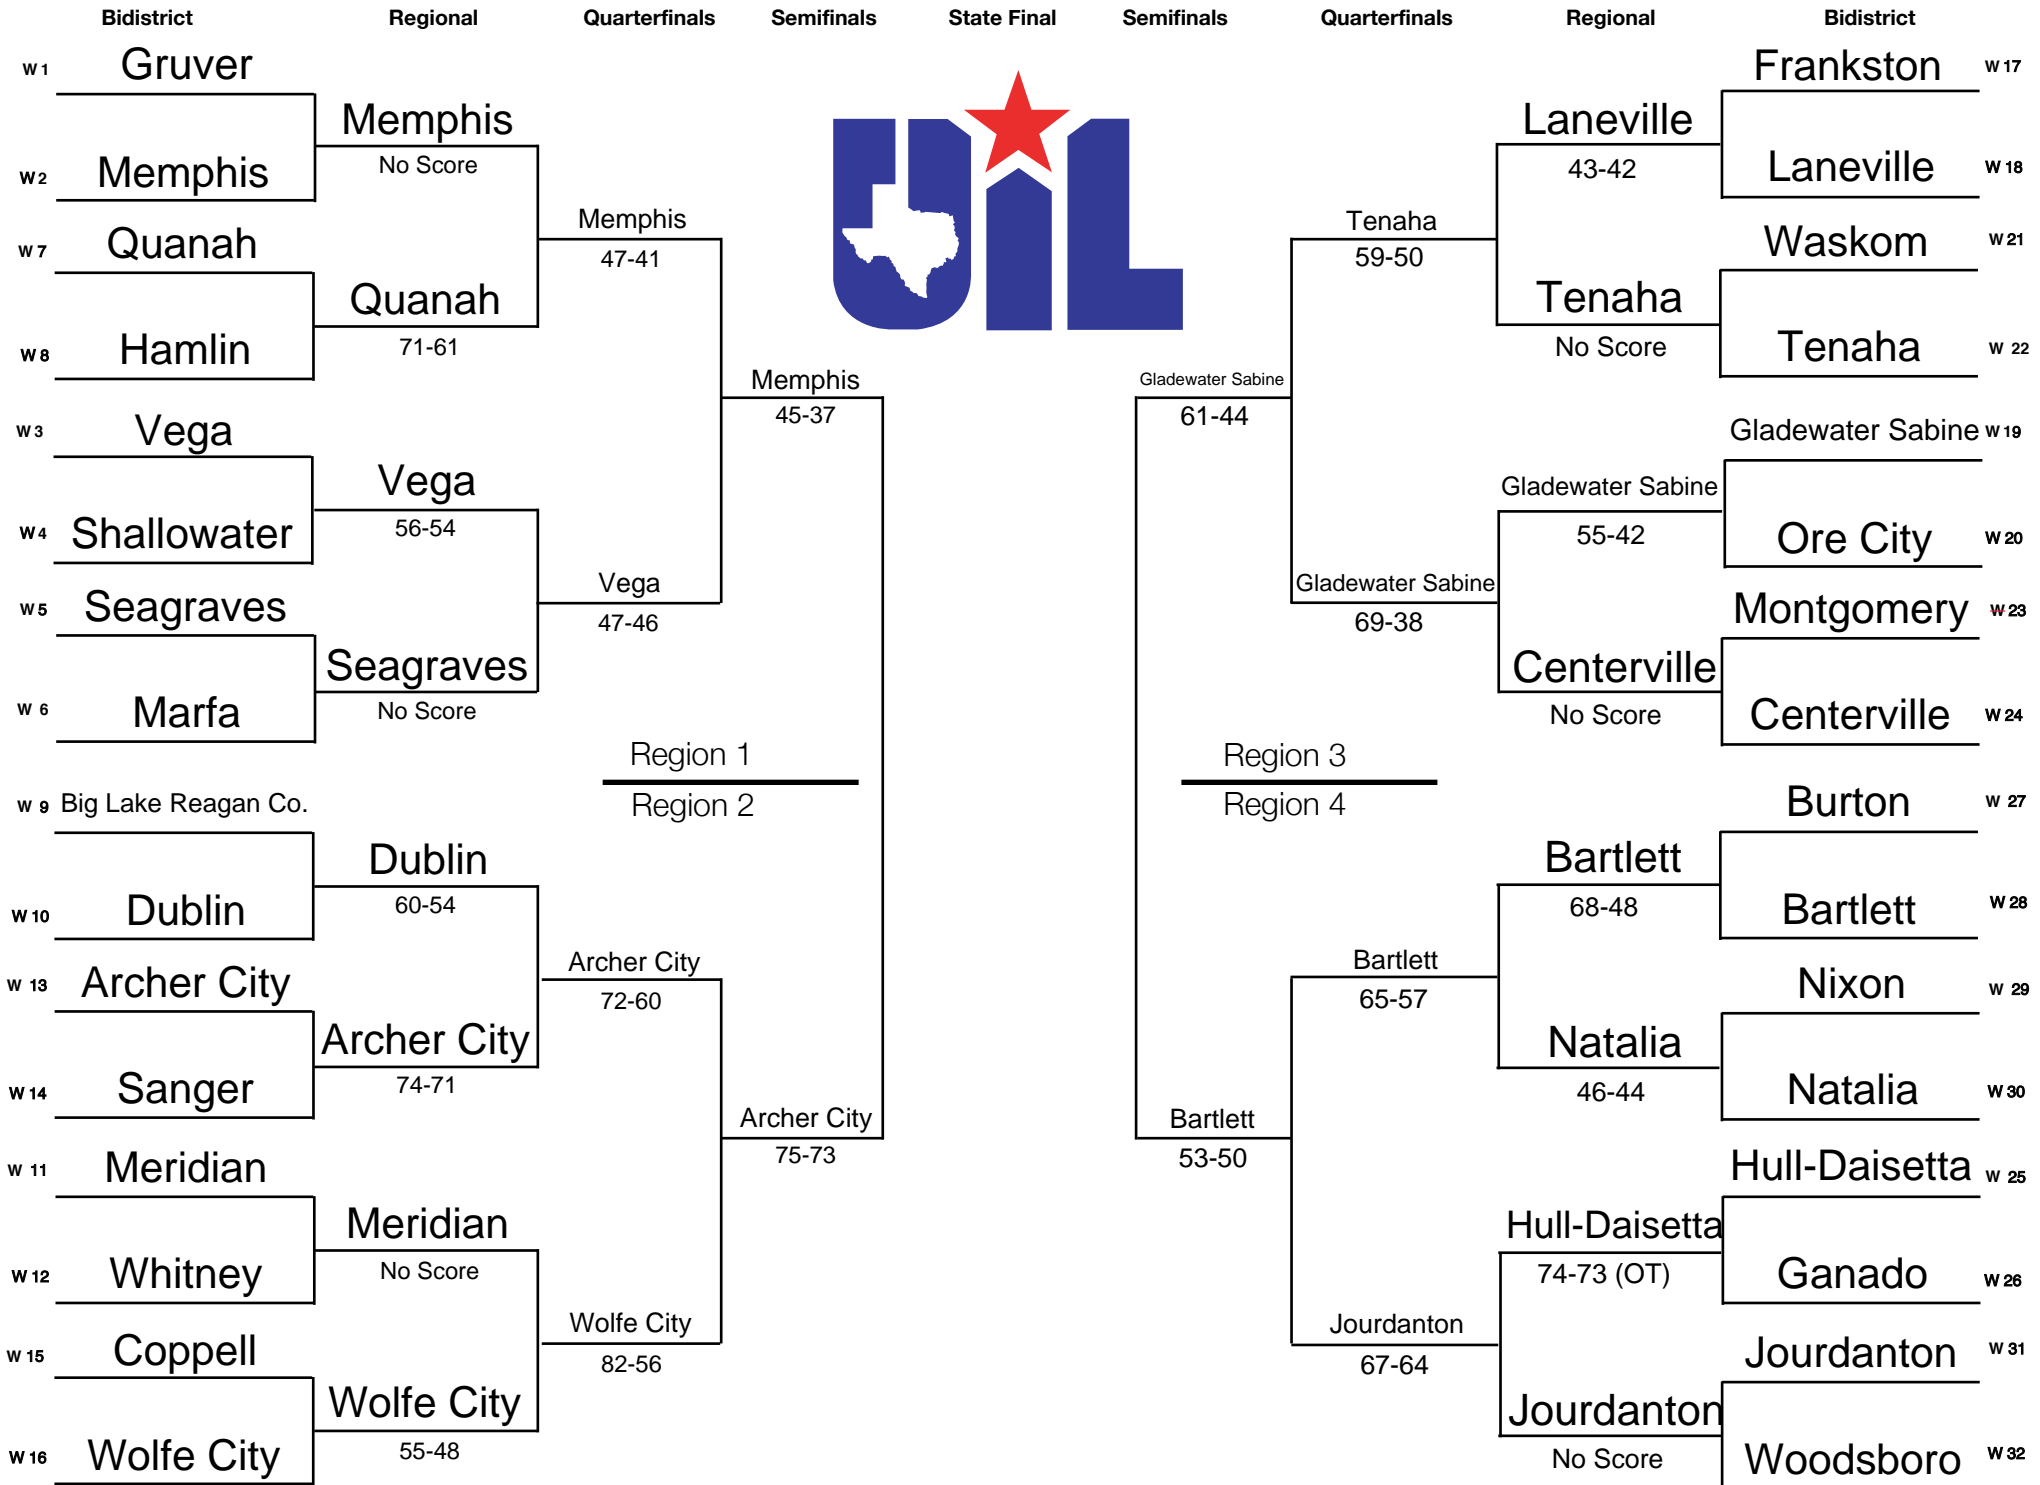 Bidistrict Regional Quarterfinals Semifinals State Final Semifinals Quarterfinals Regional Bidistrict
W 1 Gruver
Memphis
No Score
W 2 Memphis
Memphis
47-41
W 7 Quanah
Quanah
71-61
W 8 Hamlin
Memphis
45-37
W 3 Vega
Vega
56-54
W 4 Shallowater
Vega
47-46
W 5 Seagraves
Seagraves
No Score
W 6 Marfa
Region 1
Region 2
W 9 Big Lake Reagan Co.
Dublin
60-54
W 10 Dublin
Archer City
72-60
W 13 Archer City
Archer City
74-71
W 14 Sanger
Archer City
75-73
W 11 Meridian
Meridian
No Score
W 12 Whitney
Wolfe City
82-56
W 15 Coppell
Wolfe City
55-48
W 16 Wolfe City
UIL
Frankston W 17
Laneville
43-42
Laneville W 18
Tenaha
59-50
Waskom W 21
Tenaha
No Score
Tenaha W 22
Gladewater Sabine
61-44
Gladewater Sabine W 19
Gladewater Sabine
55-42
Ore City W 20
Gladewater Sabine
69-38
Montgomery W 23
Centerville
No Score
Centerville W 24
Region 3
Region 4
Burton W 27
Bartlett
68-48
Bartlett W 28
Bartlett
65-57
Nixon W 29
Natalia
46-44
Natalia W 30
Bartlett
53-50
Hull-Daisetta W 25
Hull-Daisetta
74-73 (OT)
Ganado W 26
Jourdanton
67-64
Jourdanton W 31
Jourdanton
No Score
Woodsboro W 32